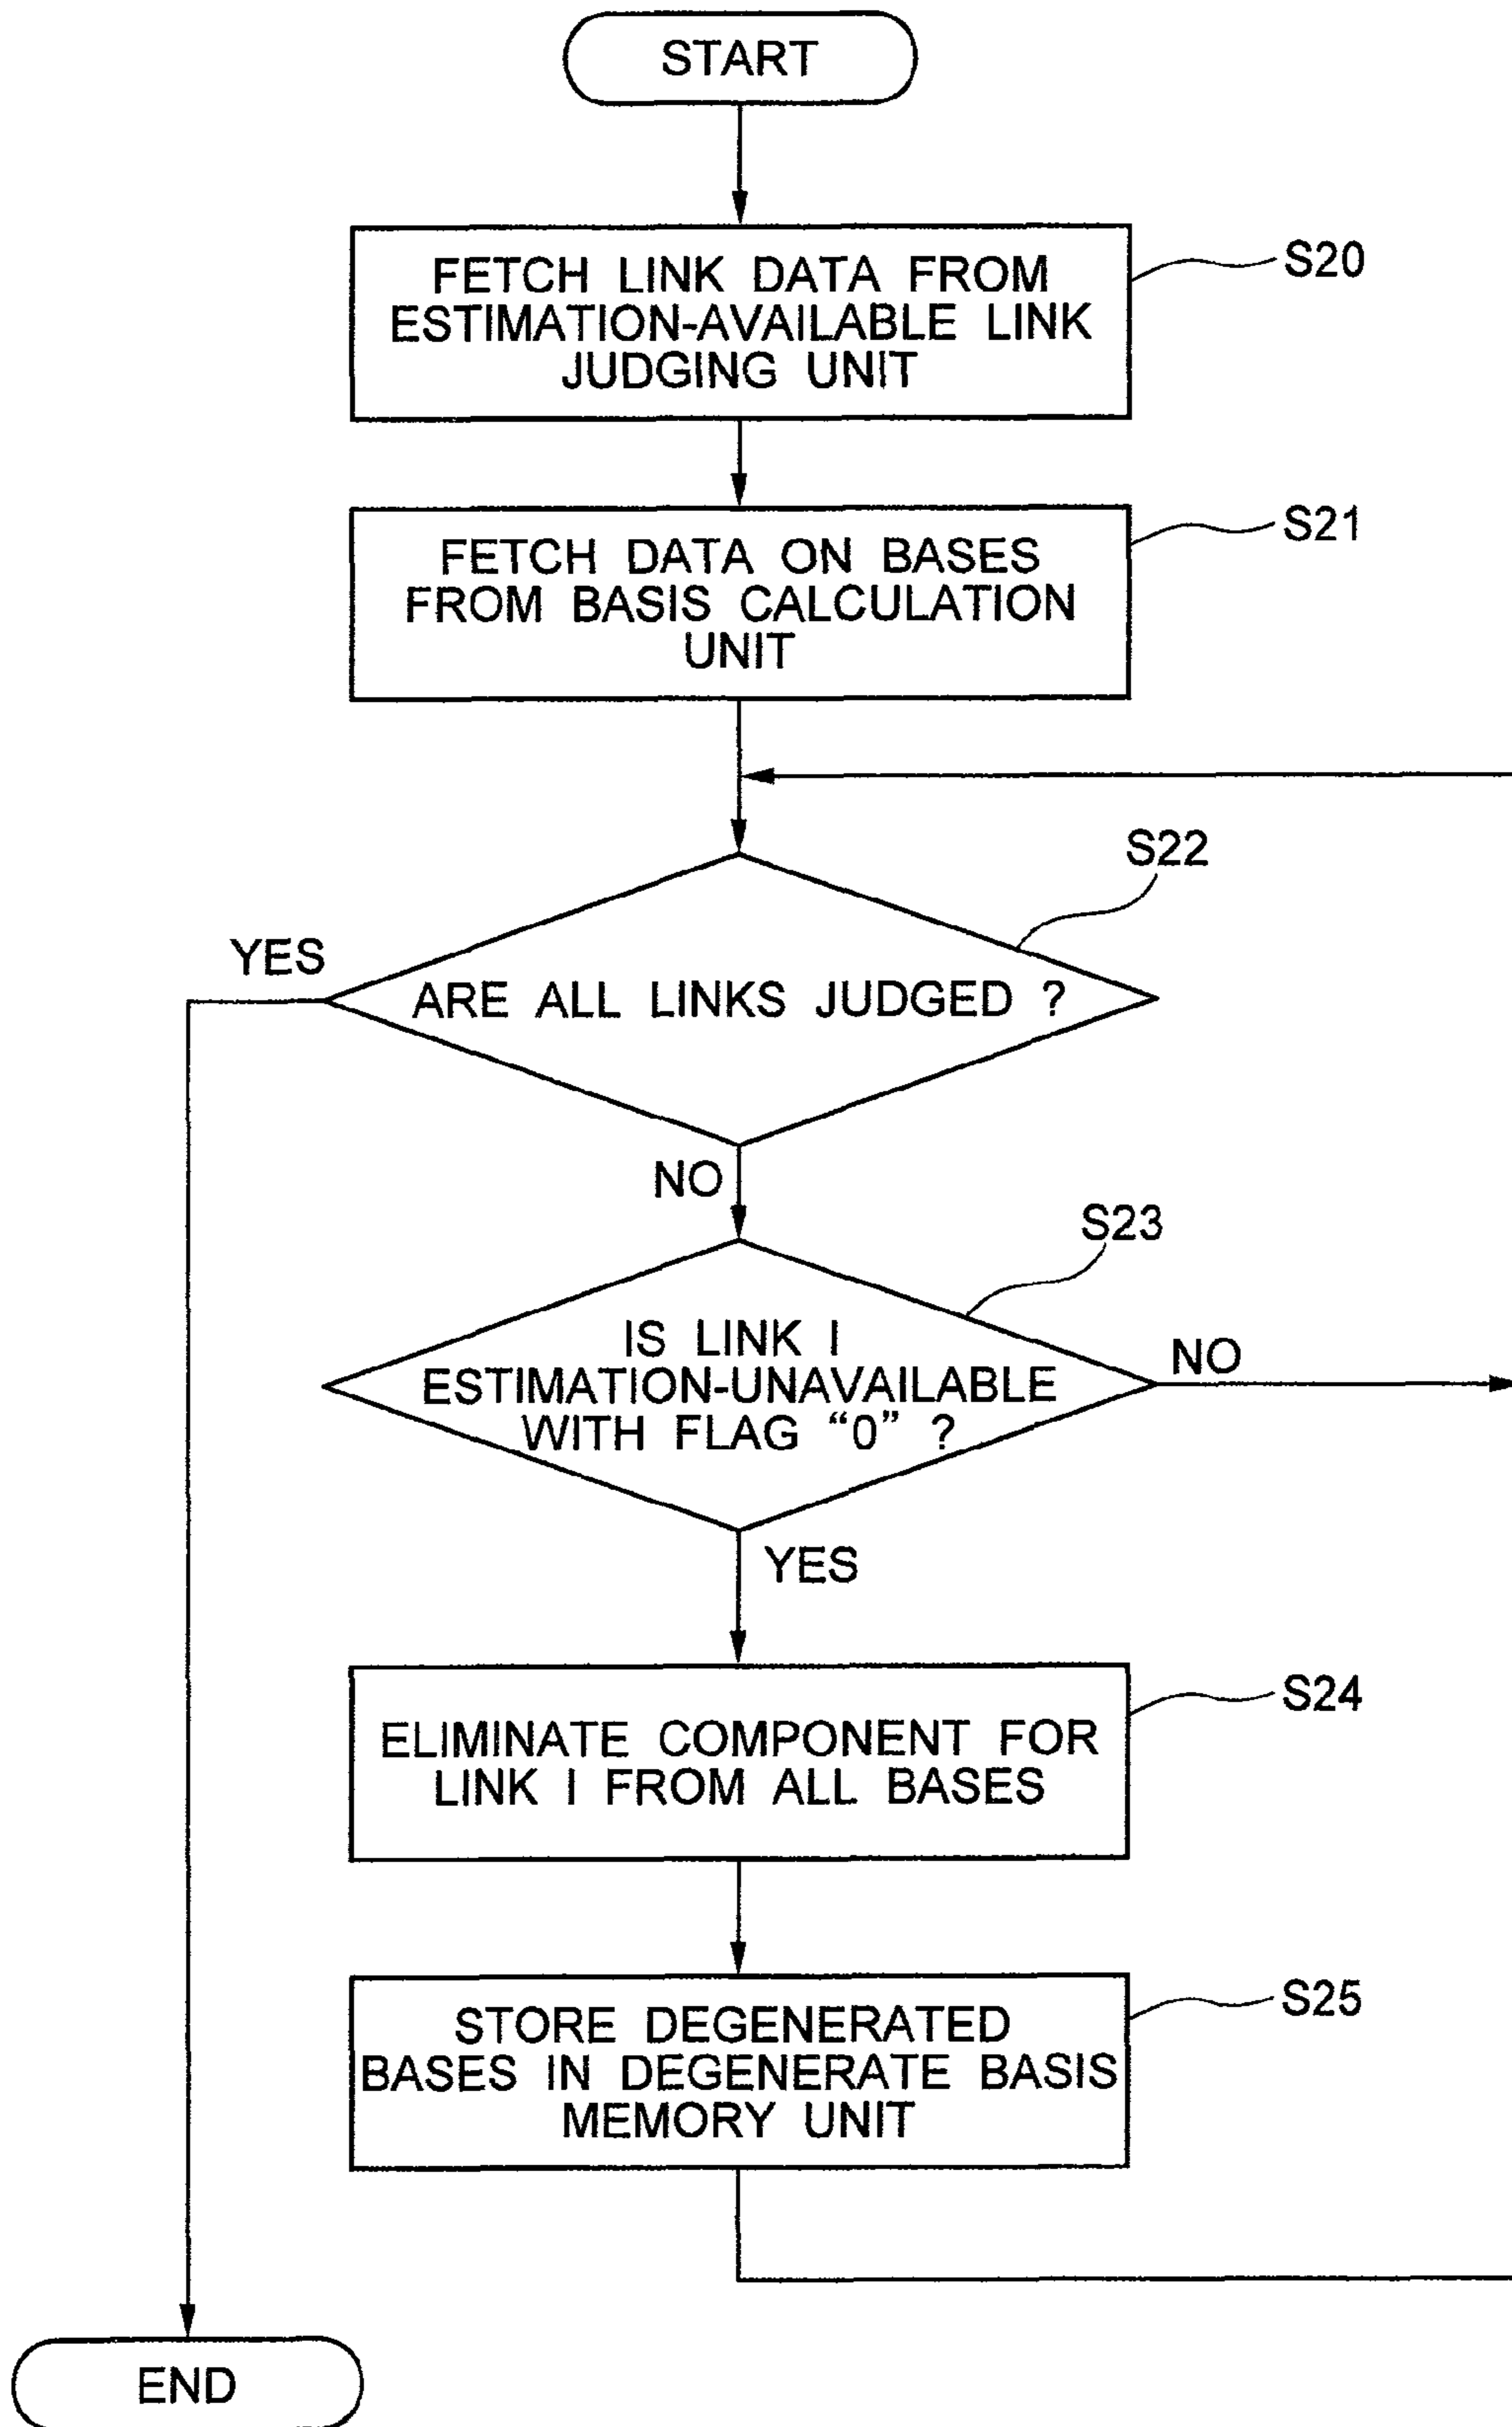 START
FETCH LINK DATA FROM
ESTIMATION-AVAILABLE LINK
JUDGING UNIT
S20
FETCH DATA ON BASES
FROM BASIS CALCULATION
UNIT
S21
S22
YES
ARE ALL LINKS JUDGED ?
NO
S23
IS LINK I
ESTIMATION-UNAVAILABLE
WITH FLAG “0” ?
NO
YES
S24
ELIMINATE COMPONENT FOR
LINK I FROM ALL BASES
S25
STORE DEGENERATED
BASES IN DEGENERATE BASIS
MEMORY UNIT
END